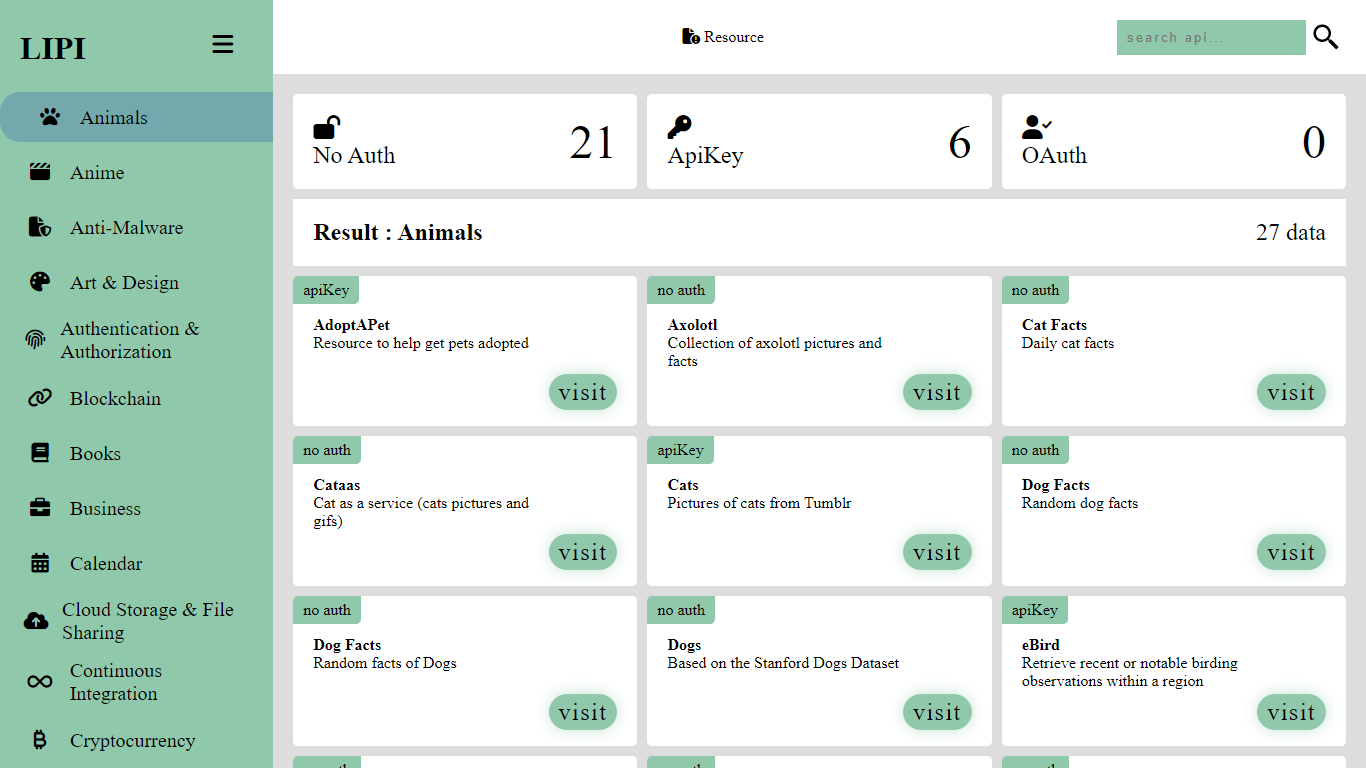 LIPI
Animals
Anime
Anti-Malware
Art & Design
Authentication &
Authorization
Blockchain
Books
Business
Calendar
Cloud Storage & File
Sharing
Continuous
Integration
Cryptocurrency
Resource
search api...
No Auth
21
ApiKey
6
OAuth
0
Result : Animals
27 data
apiKey
AdoptAPet
Resource to help get pets adopted
visit
no auth
Axolotl
Collection of axolotl pictures and
facts
visit
no auth
Cat Facts
Daily cat facts
visit
no auth
Cataas
Cat as a service (cats pictures and
gifs)
visit
apiKey
Cats
Pictures of cats from Tumblr
visit
no auth
Dog Facts
Random dog facts
visit
no auth
Dog Facts
Random facts of Dogs
visit
no auth
Dogs
Based on the Stanford Dogs Dataset
visit
apiKey
eBird
Retrieve recent or notable birding
observations within a region
visit